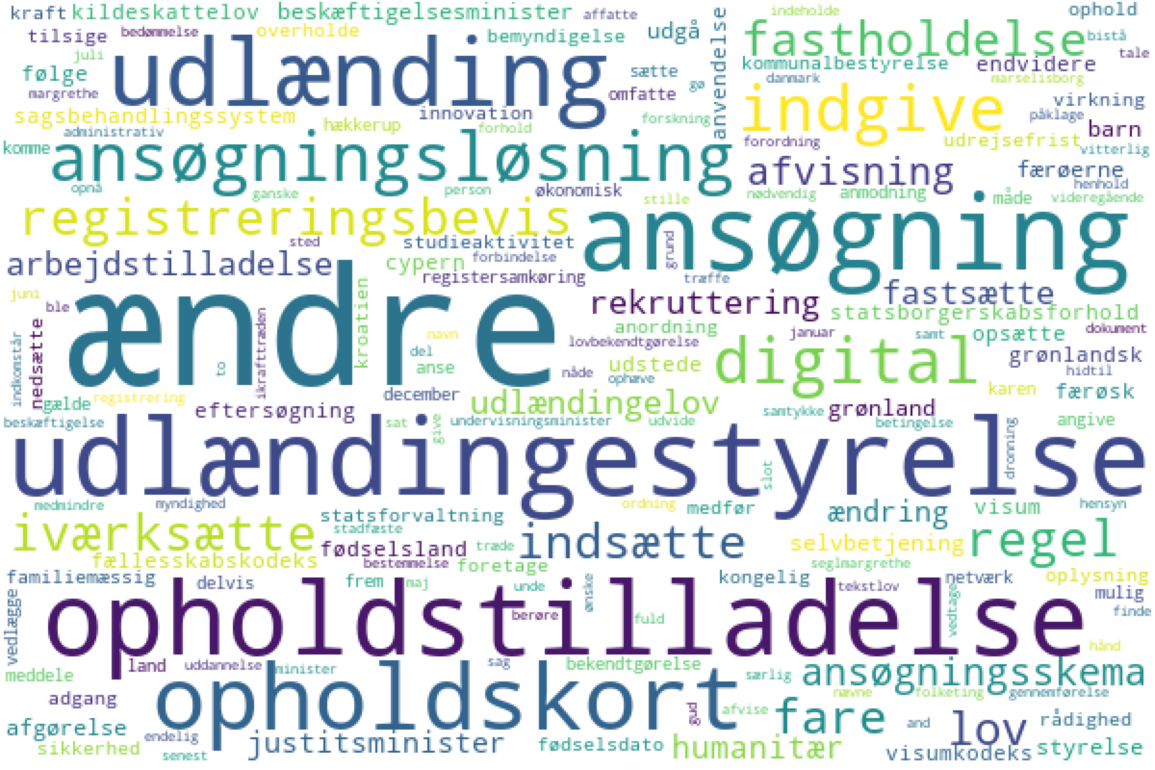 kraft kildeskattelov beskæftigelsesminister affatte indeholde ophold
tilsige bedømmelse overholde bemyndigelse udgå anvendelse fastholdelse bistå tale
juli udlænding kommunalbestyrelse endvidere
følge sætte gø danmark marselisborg
margrethe omfatte indgive virkning
sagsbehandlingssystem innovation påklage
administrativ hækkerup forhold forskning forordning udrejsefrist barn
komme ansøgningsløsning vitterlig
opnå ganske person økonomisk afvisning færøerne henhold
registreringsbevis stille nødvendig anmodning måde videregående
sted studieaktivitet ansøgning grund
arbejdstilladelse cypern forbindelse
registersamkøring træffe
juni ble ændre kroatien rekruttering fastsætte
ikrafttræden navn anordning januar statsborgerskabsforhold
indkomstår nedsætte to del lovbekendtgørelse samt opsætte dokument
anse udstede digital grønlandsk
nåde ophæve hidtil
gælde registrering december karen færøsk
eftersøgning udlændingelov samtykke grønland
beskæftigelse sat give undervisningsminister udvide betingelse angive
udlændingestyrelse slot dronning
medmindre myndighed ordning hensyn
statsforvaltning medfør ændring visum
iværksætte stadfæste indsætte selvbetjening regel
fødselsland træde
fællesskabskodeks bestemmelse foretage seglmargrethe
familiemæssig delvis frem maj unde ønske kongelig tekstlov netværk oplysning
vedlægge opholdstilladelse berøre fuld vedtage mulig
finde
hånd
meddele land uddannelse minister sag bekendtgørelse særlig ansøgningsskema
adgang opholdskort gud afvise nævne folketing gennemførelse
afgørelse endelig fare and lov rådighed
sikkerhed senest justitsminister fødselsdato humanitær visumkodeks styrelse